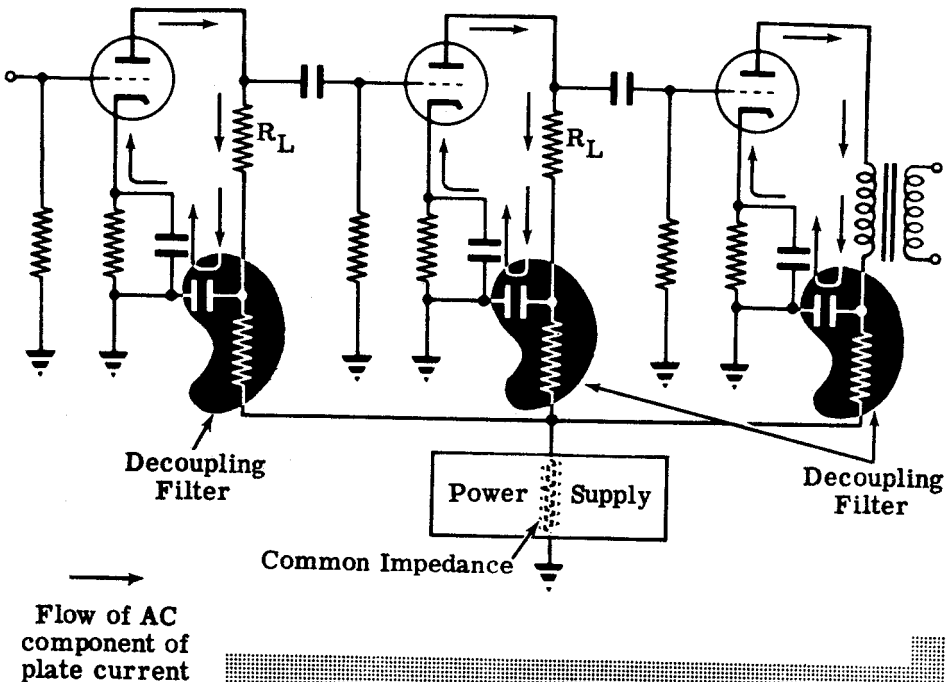 R_L
R_L
Decoupling
Filter
Power Supply
Decoupling
Filter
Common Impedance
Flow of AC
component of
plate current